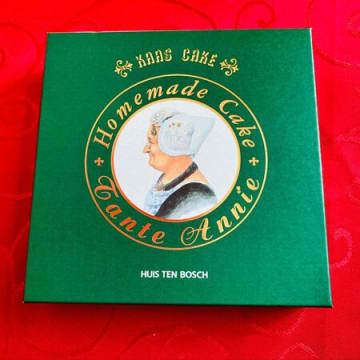 KAAS CAKE
Homemade Cake
Tante Annie
HUIS TEN BOSCH